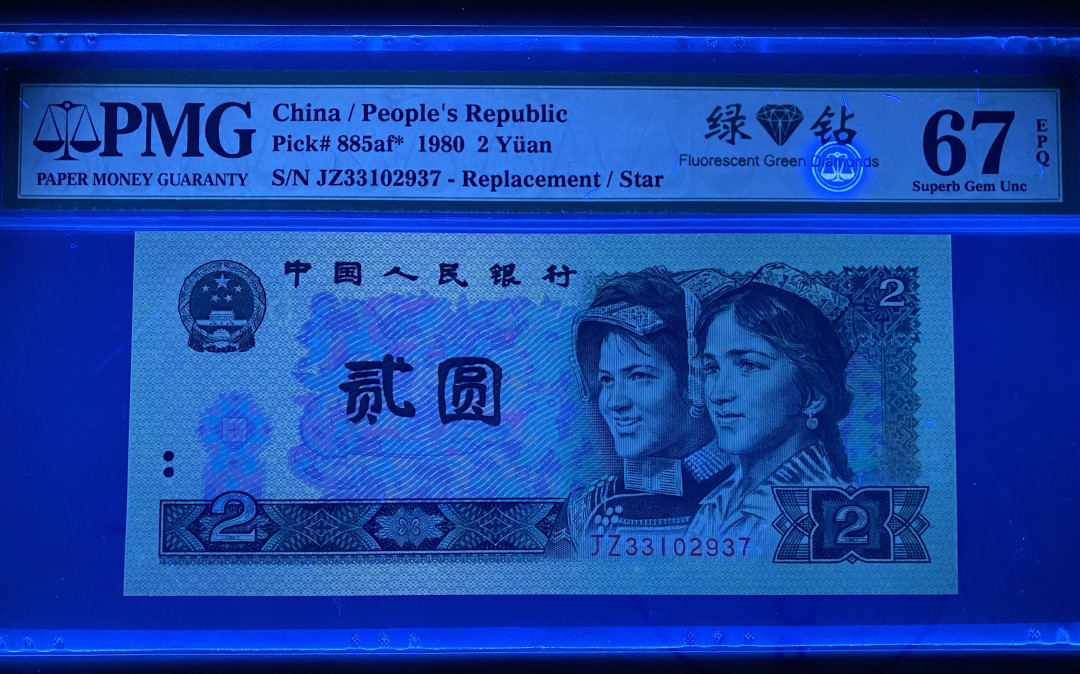 PMG
PAPER MONEY GUARANTY
China / People's Republic
Pick# 885af* 1980 2 Yüan
S/N JZ33102937 - Replacement / Star
绿 钻
Fluorescent Green Diamonds
67
EPQ
Superb Gem Unc
中国人民银行
2
贰圆
2
JZ33102937
2